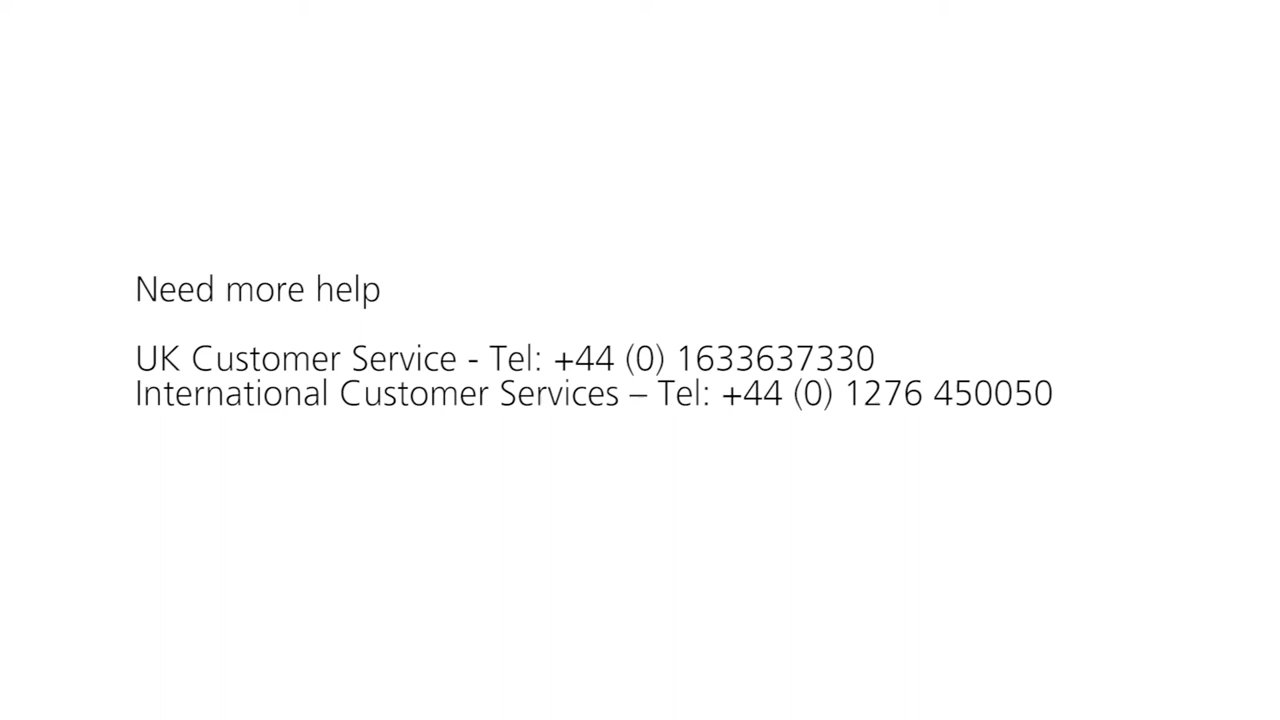 Need more help
UK Customer Service - Tel: +44 (0) 1633637330
International Customer Services – Tel: +44 (0) 1276 450050